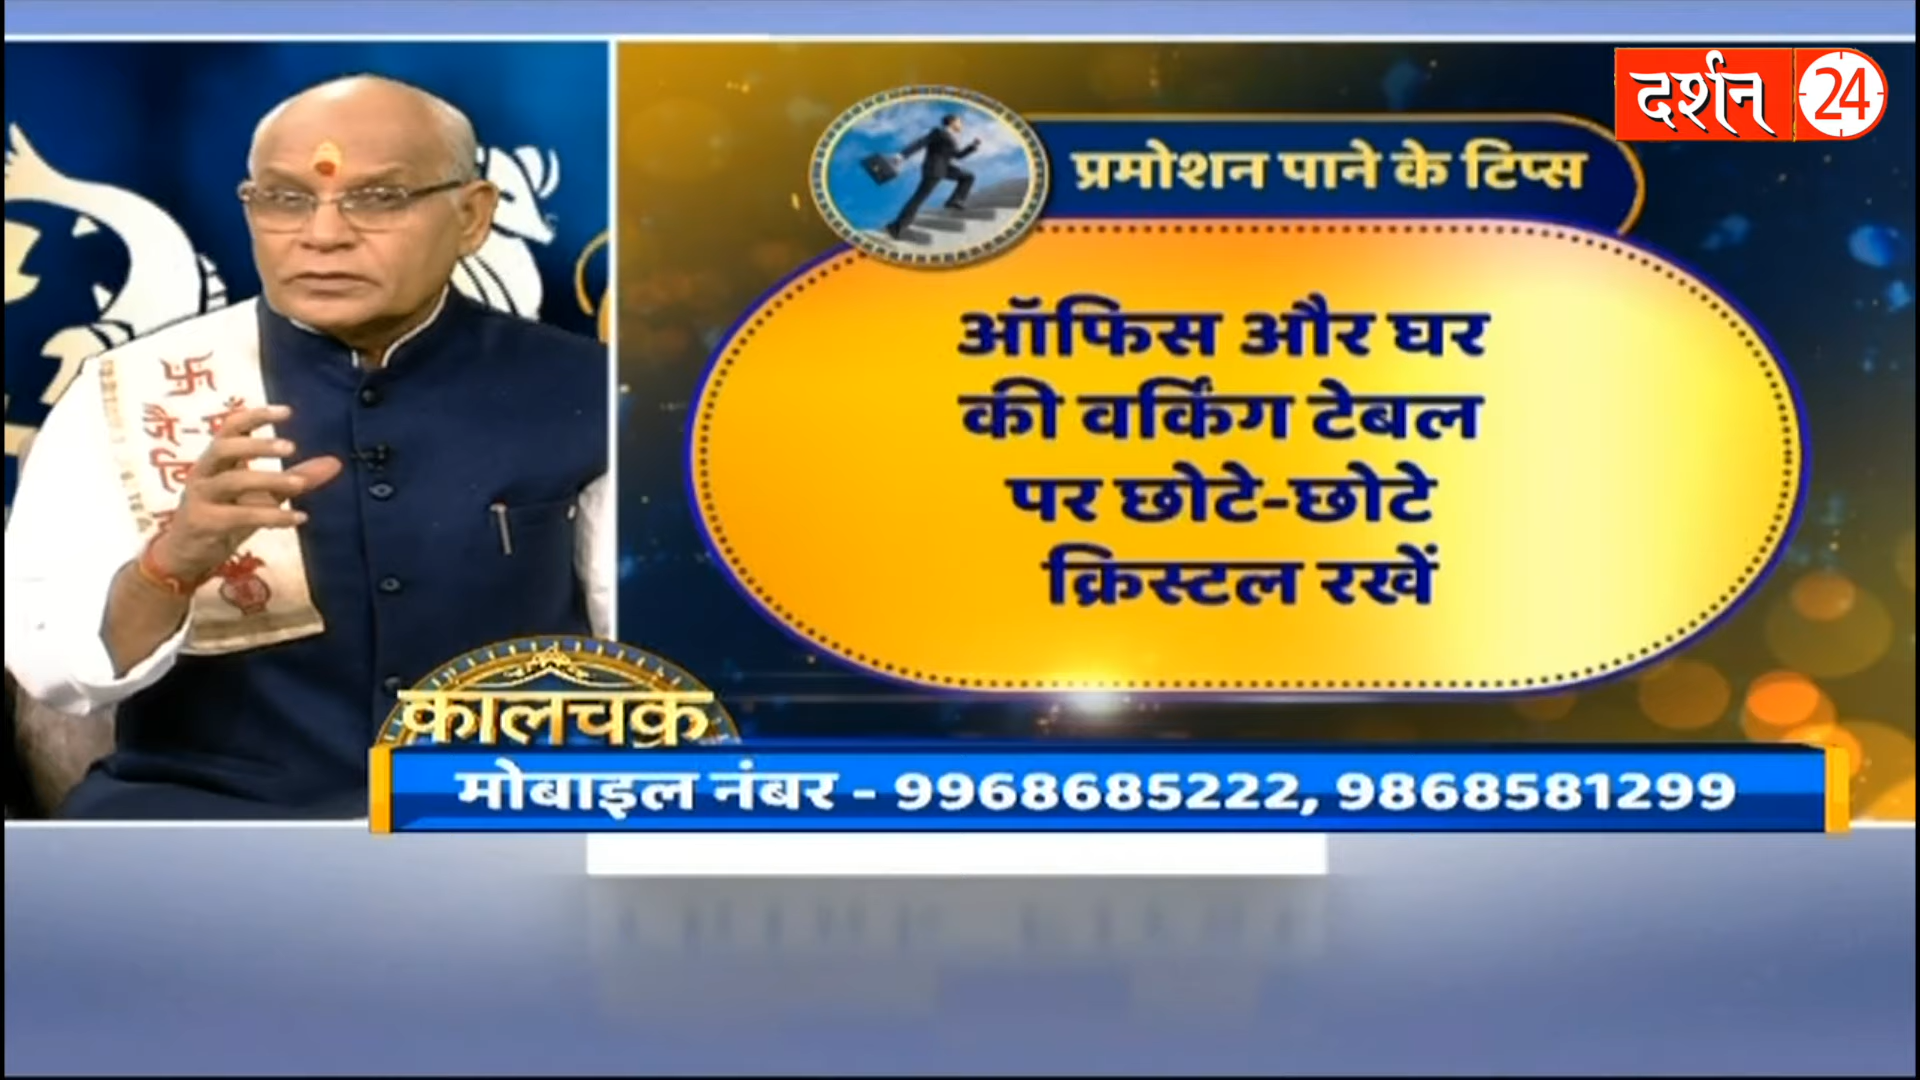 दर्शन 24
प्रमोशन पाने के टिप्स
ऑफिस और घर
की वर्किंग टेबल
पर छोटे-छोटे
क्रिस्टल रखें
जै-माँ
कालचक्र
मोबाइल नंबर - 9968685222, 9868581299